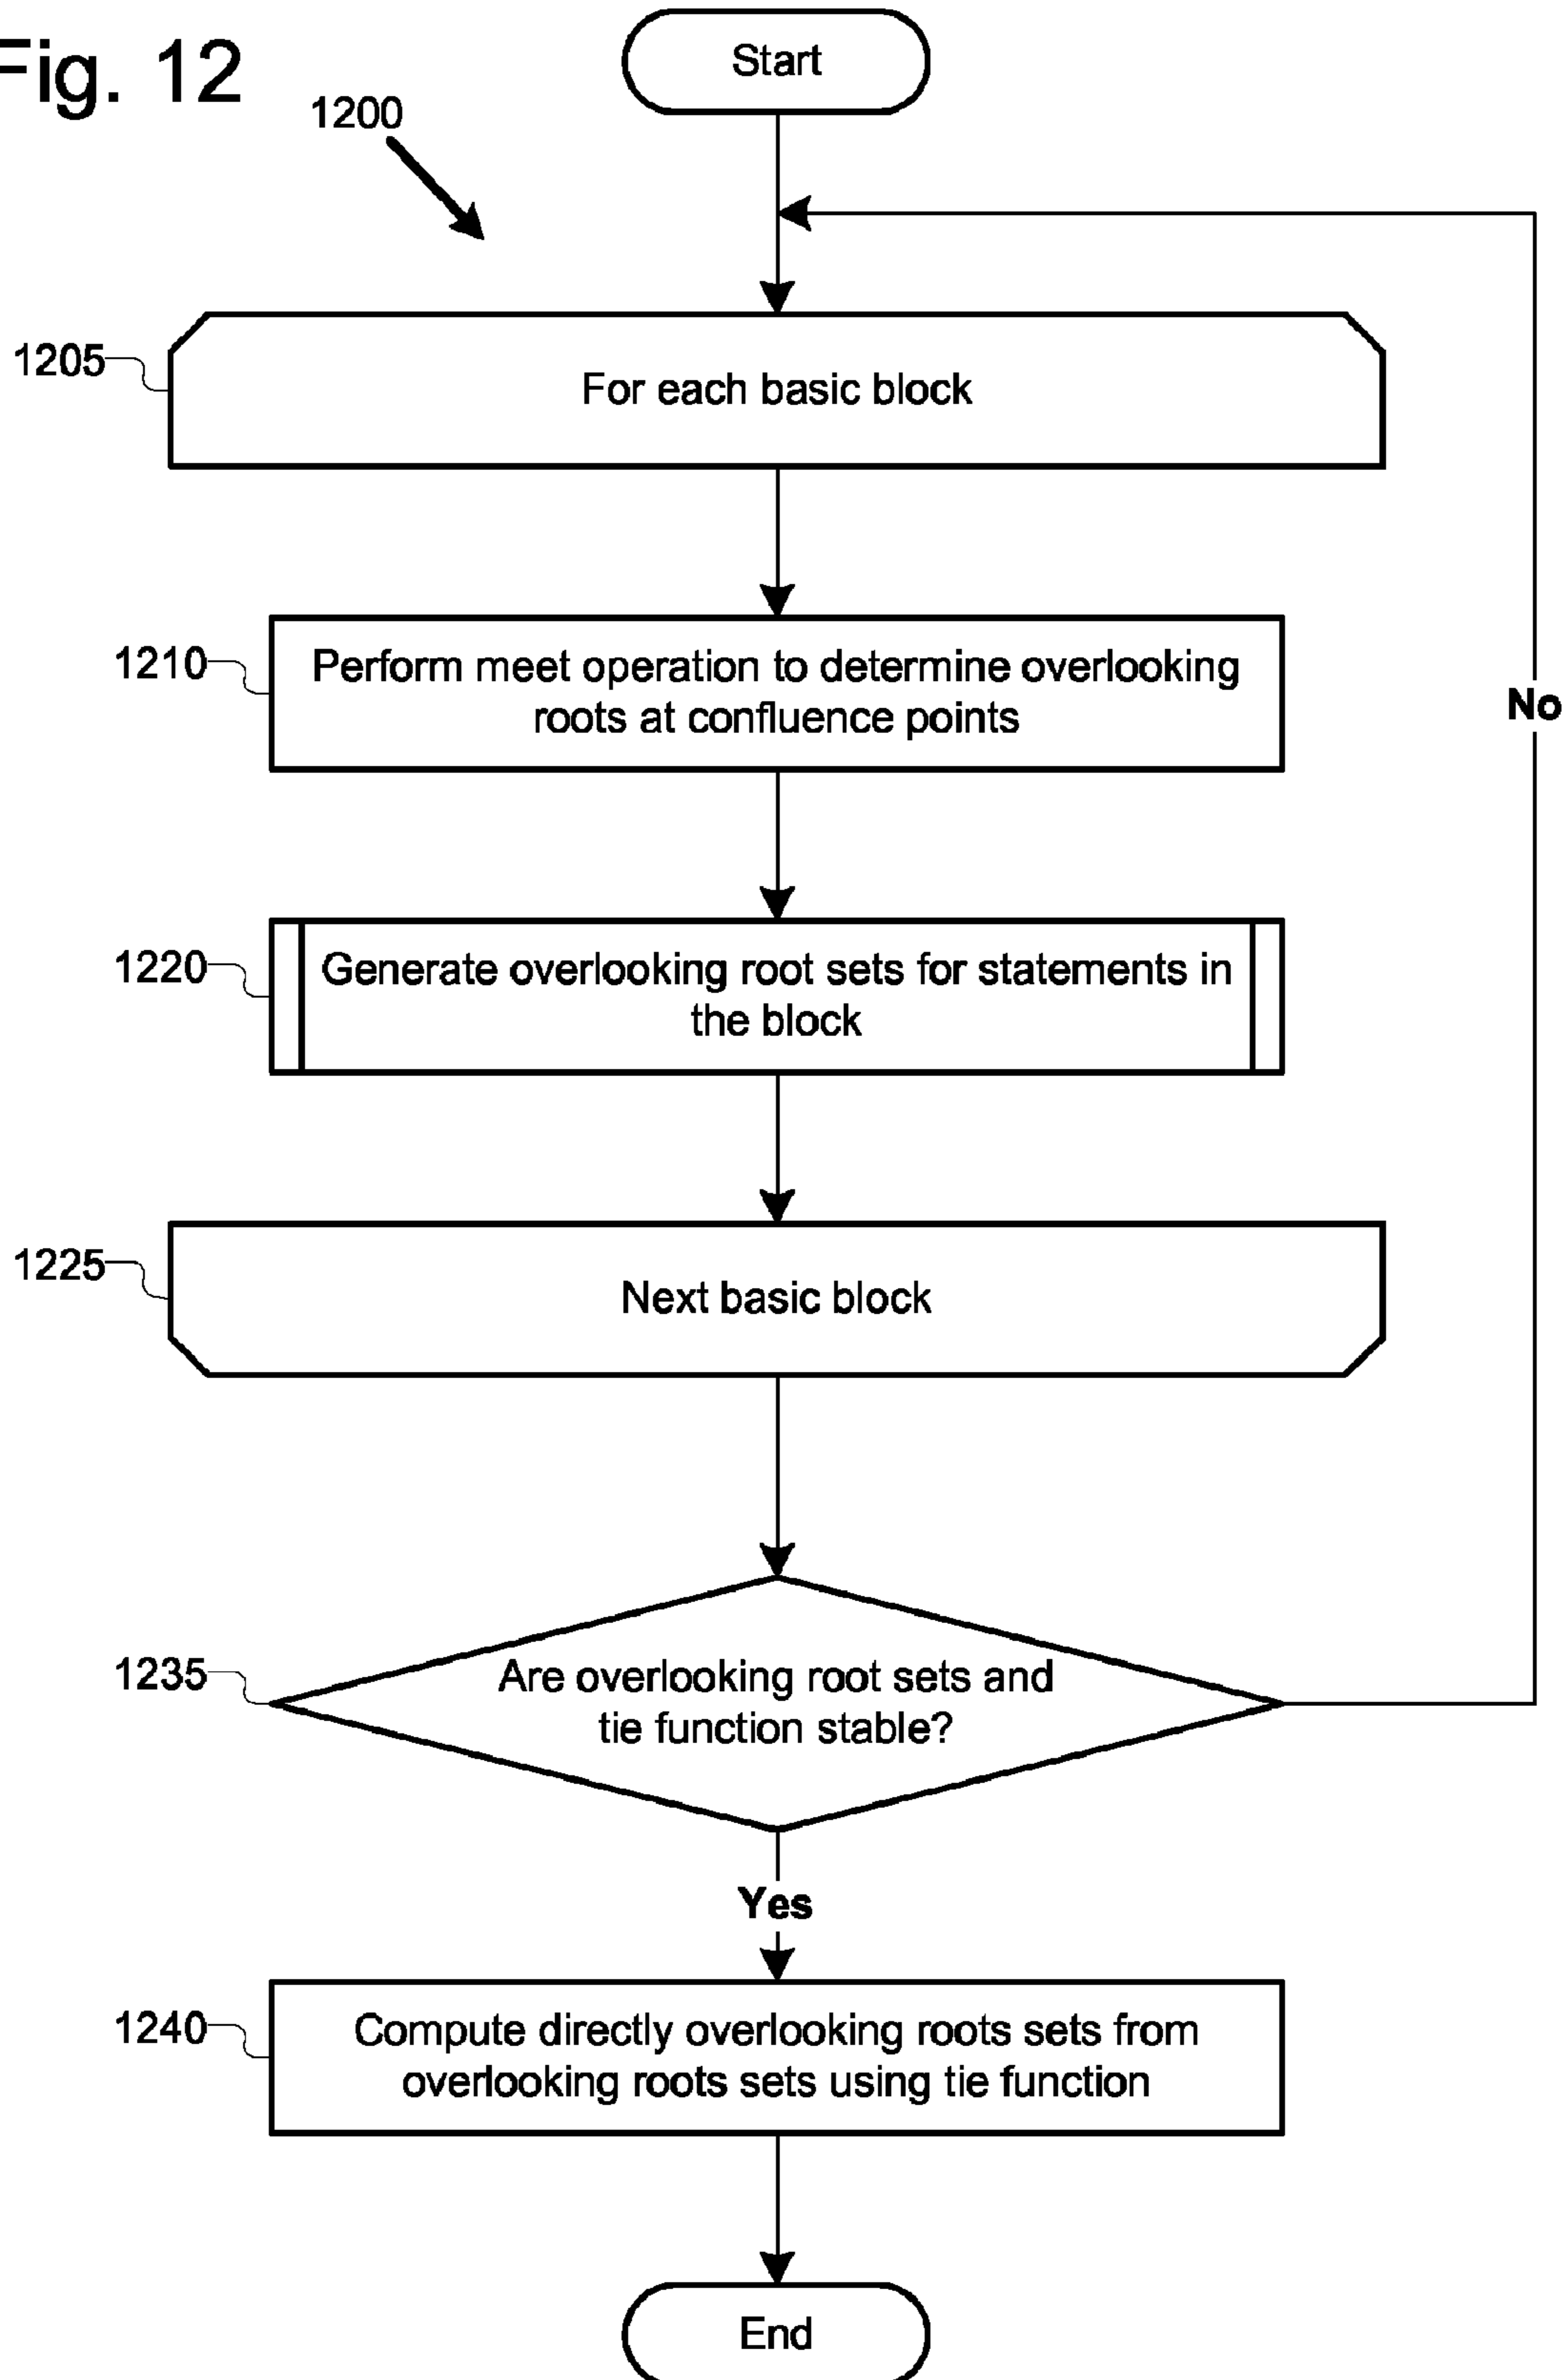 Fig. 12
1200
Start
1205
For each basic block
1210
Perform meet operation to determine overlooking
roots at confluence points
No
1220
Generate overlooking root sets for statements in
the block
1225
Next basic block
1235
Are overlooking root sets and
tie function stable?
Yes
1240
Compute directly overlooking roots sets from
overlooking roots sets using tie function
End